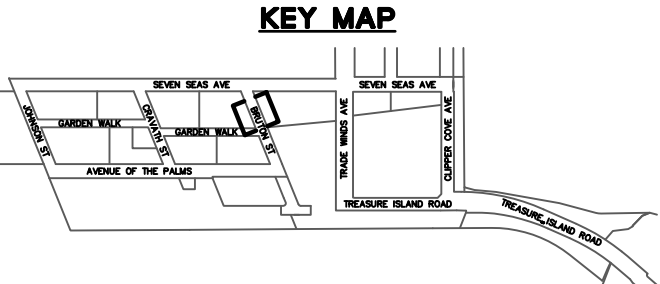 KEY MAP
SEVEN SEAS AVE
SEVEN SEAS AVE
JOHNSON ST
GARDEN WALK
CRAVATH ST
GARDEN WALK
BRUTON ST
TRADE WINDS AVE
CLIPPER COVE AVE
AVENUE OF THE PALMS
TREASURE ISLAND ROAD
TREASURE ISLAND ROAD